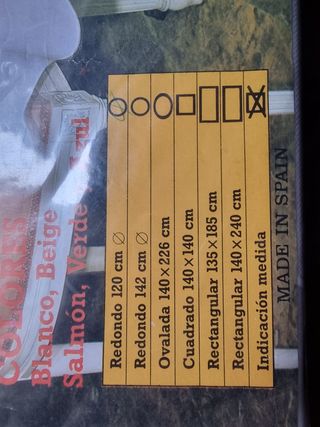 COLORES
Blanco, Beige
Salmón, Verde y Azul
Redondo 120 cm ∅
Redondo 142 cm ∅
Ovalada 140 × 226 cm
Cuadrado 140 × 140 cm
Rectangular 135 × 185 cm
Rectangular 140 × 240 cm
Indicación medida
MADE IN SPAIN